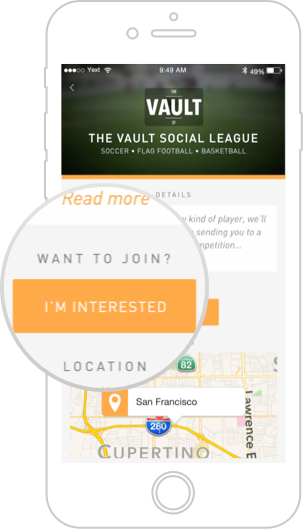 Yext 9:49 AM 49%
THE
VAULT
SF
THE VAULT SOCIAL LEAGUE
SOCCER • FLAG FOOTBALL • BASKETBALL
DETAILS
Read more
kind of player, we'll
sending you to a
WANT TO JOIN?
I'M INTERESTED
LOCATION
82
San Francisco
280
Lawrence E
CUPERTINO